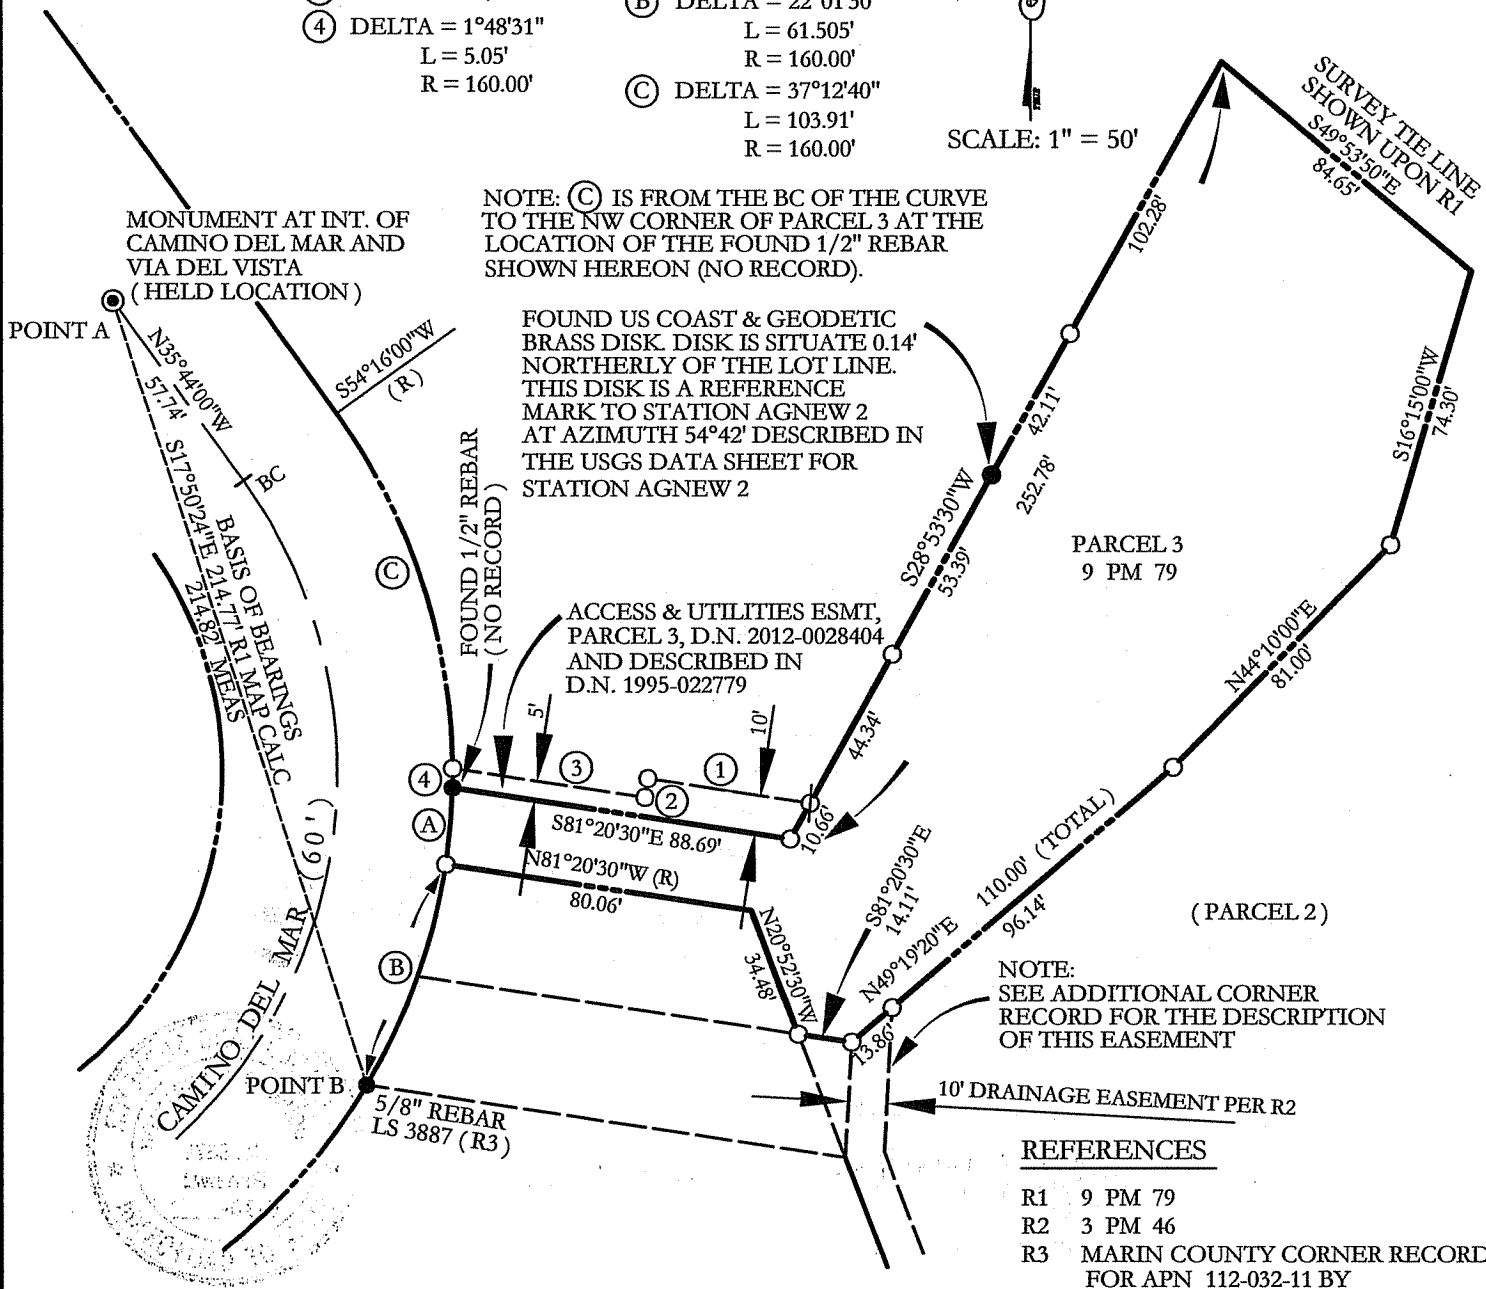 4 DELTA = 1°48'31"
L = 5.05'
R = 160.00'
B DELTA = 22°01'30"
L = 61.505'
R = 160.00'
C DELTA = 37°12'40"
L = 103.91'
R = 160.00'
SCALE: 1" = 50'
SURVEY TIE LINE
SHOWN UPON R1
S49°53'50"E
84.65'
NOTE: C IS FROM THE BC OF THE CURVE
TO THE NW CORNER OF PARCEL 3 AT THE
LOCATION OF THE FOUND 1/2" REBAR
SHOWN HEREON (NO RECORD).
MONUMENT AT INT. OF
CAMINO DEL MAR AND
VIA DEL VISTA
( HELD LOCATION )
POINT A
N35°44'00"W
57.74'
BC
S54°16'00"W
( R )
FOUND US COAST & GEODETIC
BRASS DISK. DISK IS SITUATE 0.14'
NORTHERLY OF THE LOT LINE.
THIS DISK IS A REFERENCE
MARK TO STATION AGNEW 2
AT AZIMUTH 54°42' DESCRIBED IN
THE USGS DATA SHEET FOR
STATION AGNEW 2
102.28'
42.11'
252.78'
S28°53'30"W
53.39'
44.34'
10.66'
S16°15'00"W
74.30'
PARCEL 3
9 PM 79
N44°10'00"E
81.00'
BASIS OF BEARINGS
S17°50'24"E 214.77' R1 MAP CALC
214.82' MEAS
C
FOUND 1/2" REBAR
( NO RECORD )
ACCESS & UTILITIES ESMT,
PARCEL 3, D.N. 2012-0028404
AND DESCRIBED IN
D.N. 1995-022779
5'
10'
3
1
2
4
A
S81°20'30"E 88.69'
N81°20'30"W (R)
80.06'
( 60' )
N20°52'30"W
34.48'
S81°20'30"E
14.11'
N49°19'20"E
110.00' ( TOTAL )
96.14'
13.86'
( PARCEL 2 )
B
NOTE:
SEE ADDITIONAL CORNER
RECORD FOR THE DESCRIPTION
OF THIS EASEMENT
CAMINO DEL MAR
POINT B
5/8" REBAR
LS 3887 ( R3 )
10' DRAINAGE EASEMENT PER R2
REFERENCES
R1 9 PM 79
R2 3 PM 46
R3 MARIN COUNTY CORNER RECORD
FOR APN 112-032-11 BY